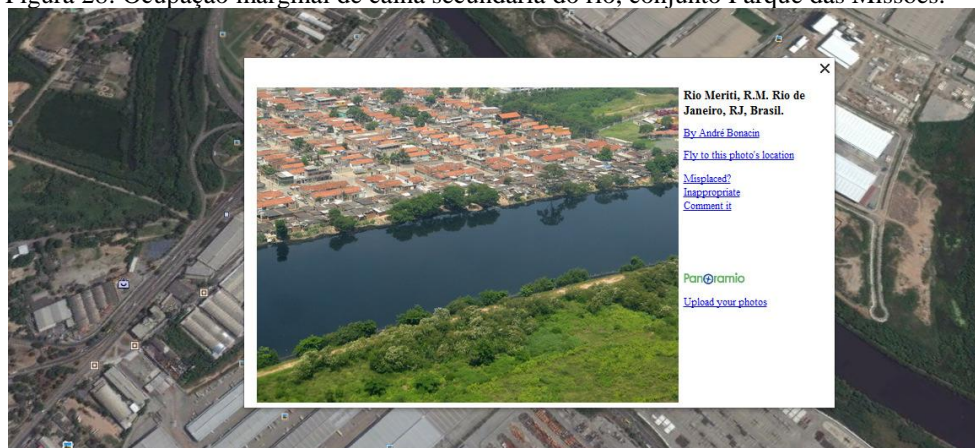 Figura 28: Ocupação marginal de calha secundária do rio, conjunto Parque das Missões.
Rio Meriti, R.M. Rio de
Janeiro, RJ, Brasil.
By André Bonacin
Fly to this photo's location
Misplaced?
Inappropriate
Comment it
Panoramio
Upload your photos